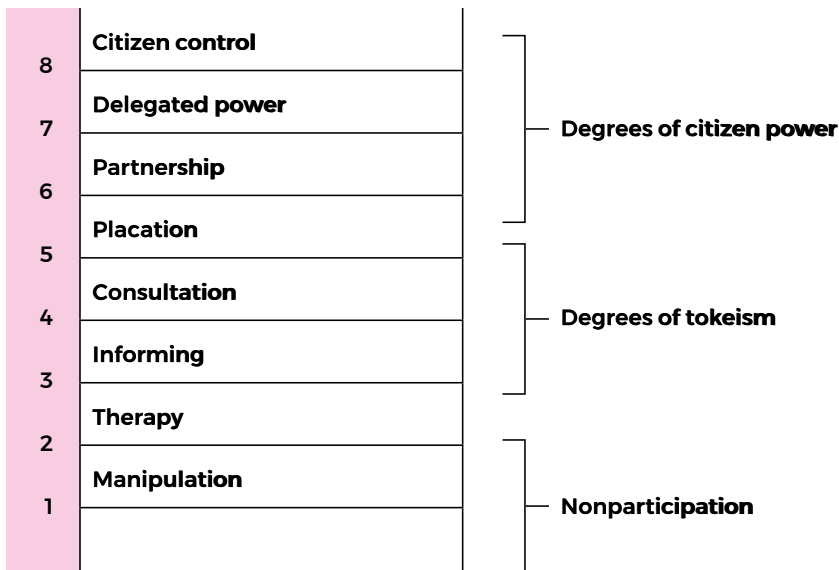 Citizen control
8
Delegated power
7
Degrees of citizen power
Partnership
6
Placation
5
Consultation
4
Degrees of tokeism
Informing
3
Therapy
2
Manipulation
1
Nonparticipation